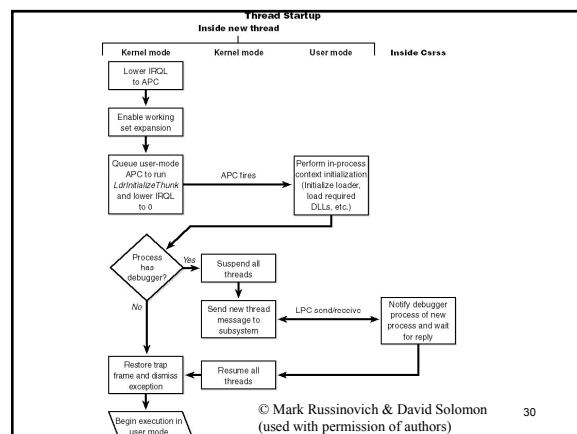 Thread Startup
Inside new thread
Kernel mode
Kernel mode
User mode
Inside Csrss
Lower IRQL
to APC
Enable working
set expansion
Queue user-mode
APC to run
LdrInitializeThunk
and lower IRQL
to 0
APC fires
Perform in-process
context initialization
(Initialize loader,
load required
DLLs, etc.)
Process
has
debugger?
Yes
No
Suspend all
threads
Send new thread
message to
subsystem
LPC send/receive
Notify debugger
process of new
process and wait
for reply
Restore trap
frame and dismiss
exception
Resume all
threads
Begin execution in
user mode
© Mark Russinovich & David Solomon
(used with permission of authors)
30